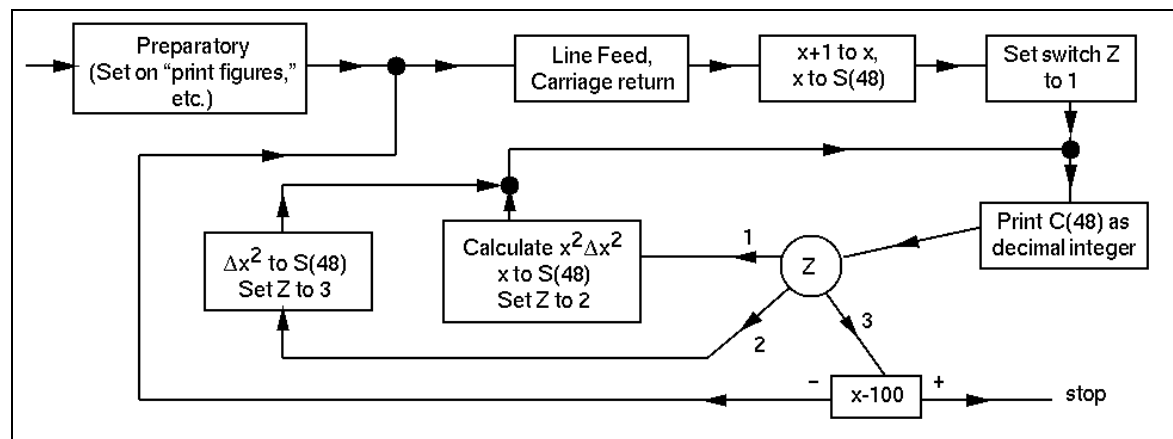 Preparatory
(Set on “print figures,”
etc.)
Line Feed,
Carriage return
x+1 to x,
x to S(48)
Set switch Z
to 1
Δx² to S(48)
Set Z to 3
Calculate x²Δx²
x to S(48)
Set Z to 2
1
Z
Print C(48) as
decimal integer
2
3
–
x-100
+
stop